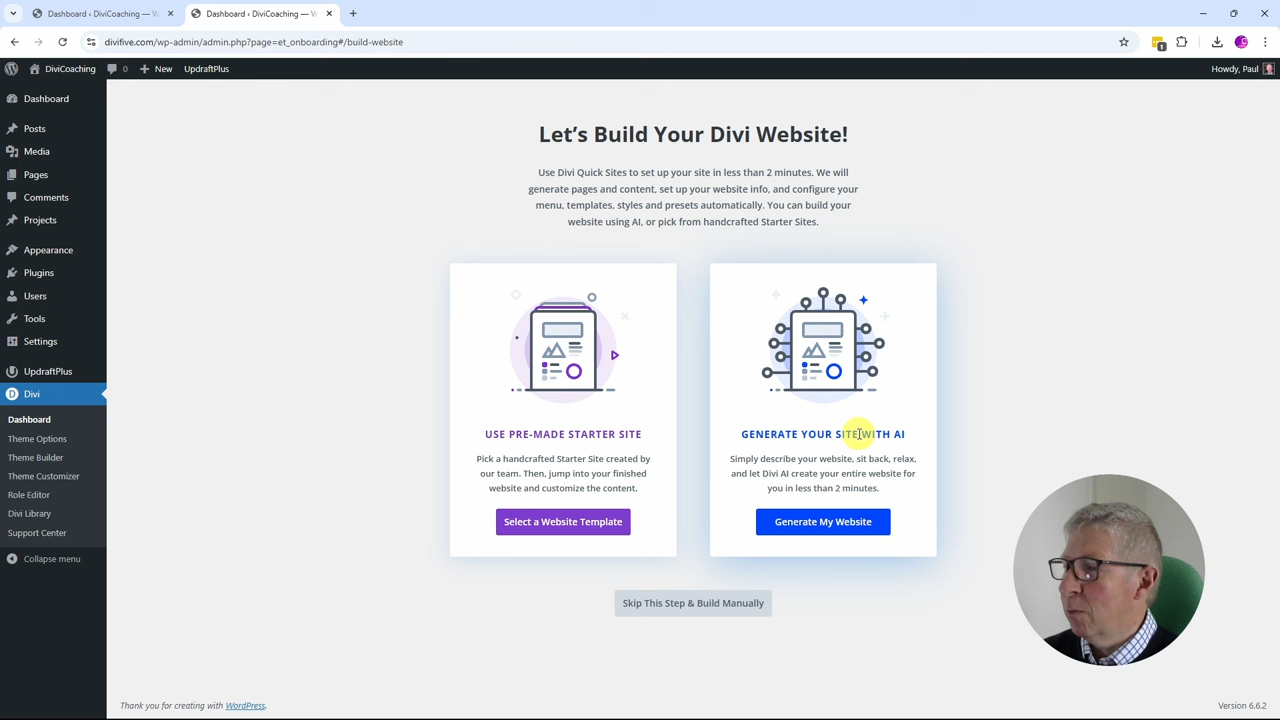 Dashboard ‹ DiviCoaching — W
Dashboard ‹ DiviCoaching — W
divifive.com/wp-admin/admin.php?page=et_onboarding#/build-website
1
DiviCoaching
0
New
UpdraftPlus
Howdy, Paul
Dashboard
Posts
Media
Pages
Comments
Projects
Appearance
Plugins
Users
Tools
Settings
UpdraftPlus
D
Divi
Dashboard
Theme Options
Theme Builder
Theme Customizer
Role Editor
Divi Library
Support Center
Collapse menu
Let's Build Your Divi Website!
Use Divi Quick Sites to set up your site in less than 2 minutes. We will
generate pages and content, set up your website info, and configure your
menu, templates, styles and presets automatically. You can build your
website using AI, or pick from handcrafted Starter Sites.
USE PRE-MADE STARTER SITE
Pick a handcrafted Starter Site created by
our team. Then, jump into your finished
website and customize the content.
Select a Website Template
GENERATE YOUR SITE WITH AI
Simply describe your website, sit back, relax,
and let Divi AI create your entire website for
you in less than 2 minutes.
Generate My Website
Skip This Step & Build Manually
Thank you for creating with WordPress.
Version 6.6.2